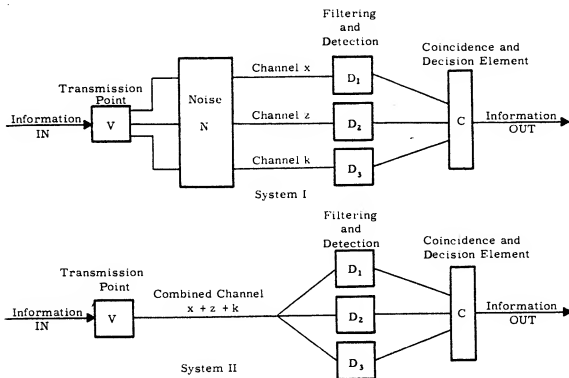 Filtering
and
Detection
Coincidence and
Decision Element
Transmission
Point
Information
IN
V
Noise
N
Channel x
Channel z
Channel k
D1
D2
D3
C
Information
OUT
System I
Filtering
and
Detection
Coincidence and
Decision Element
Transmission
Point
Information
IN
V
Combined Channel
x + z + k
D1
D2
D3
C
Information
OUT
System II